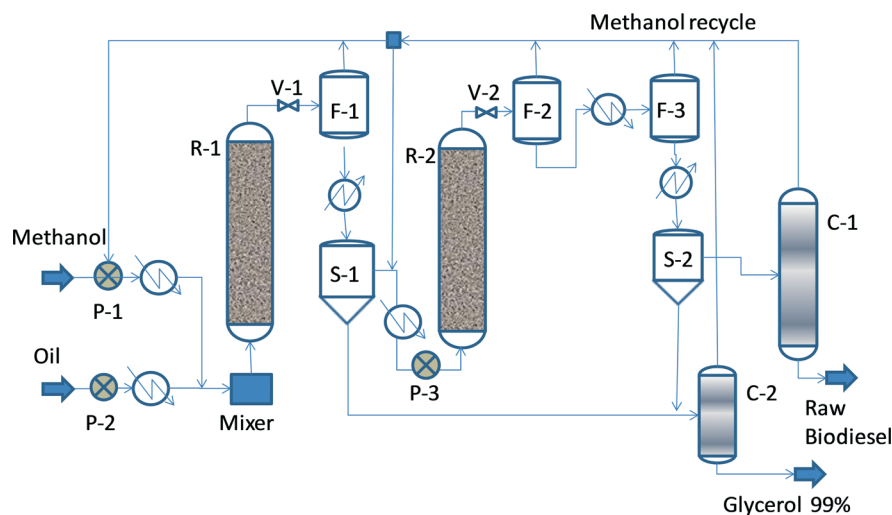 Methanol recycle
V-1
F-1
V-2
F-2
F-3
R-1
R-2
C-1
Methanol
S-1
S-2
P-1
Oil
P-3
C-2
P-2
Mixer
Raw
Biodiesel
Glycerol 99%